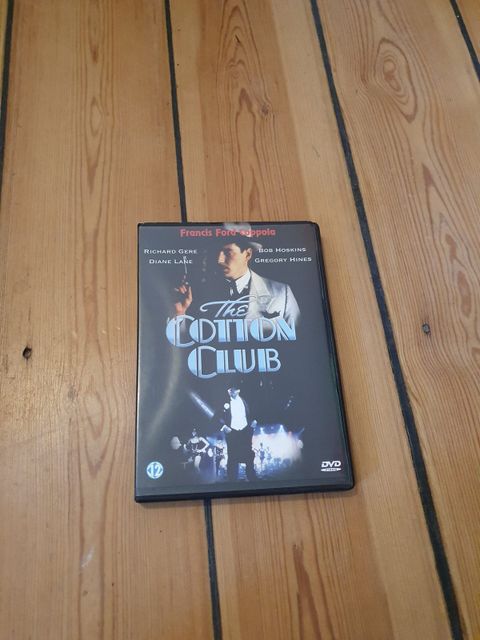 Francis Ford coppola
RICHARD GERE
BOB HOSKINS
DIANE LANE
GREGORY HINES
The
COTTON
CLUB
12
DVD